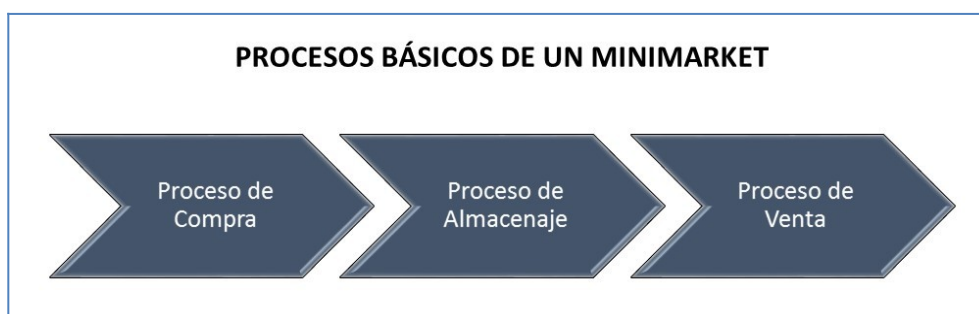 PROCESOS BÁSICOS DE UN MINIMARKET
Proceso de
Compra
Proceso de
Almacenaje
Proceso de
Venta